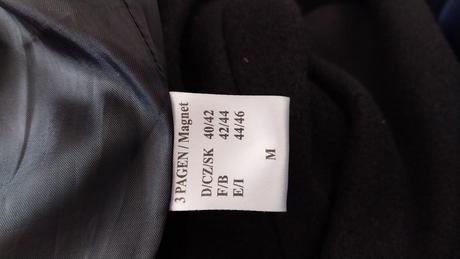 3 PAGEN / Magnet
D/CZ/SK 40/42
F/B 42/44
E/I 44/46
M